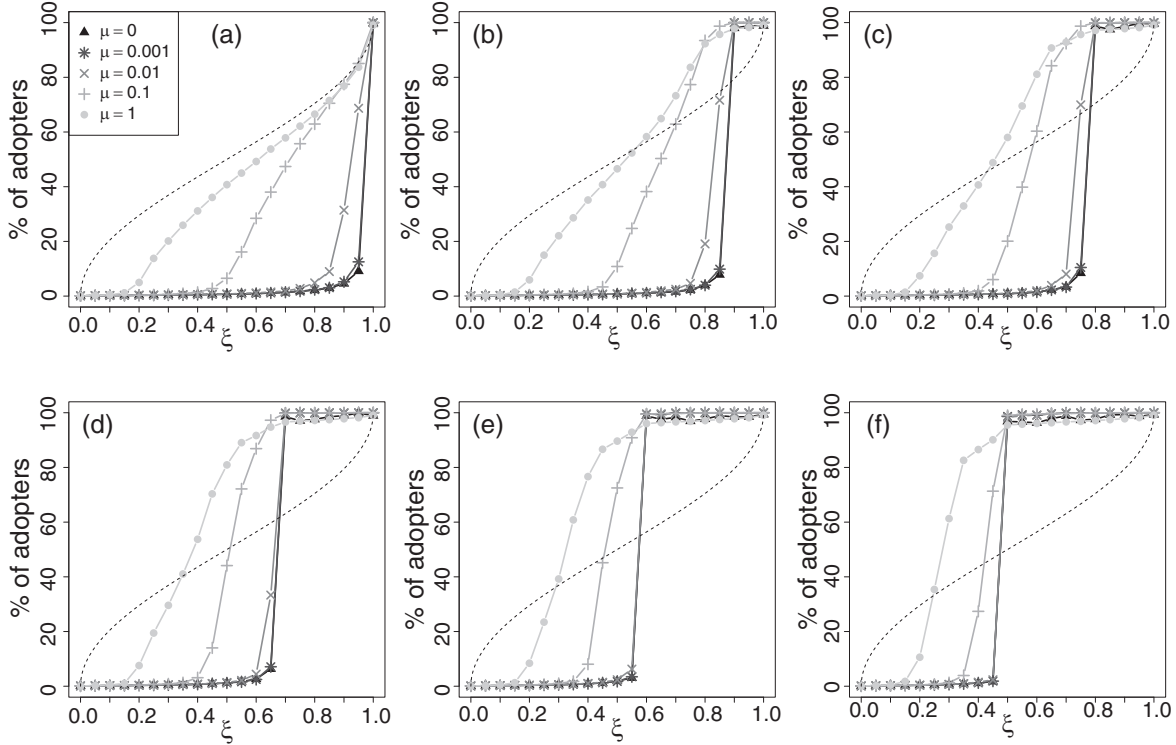 (a)
μ = 0
μ = 0.001
μ = 0.01
μ = 0.1
μ = 1
% of adopters
0 20 40 60 80 100
0.0 0.2 0.4 0.6 0.8 1.0
ξ
(b)
% of adopters
0 20 40 60 80 100
0.0 0.2 0.4 0.6 0.8 1.0
ξ
(c)
% of adopters
0 20 40 60 80 100
0.0 0.2 0.4 0.6 0.8 1.0
ξ
(d)
% of adopters
0 20 40 60 80 100
0.0 0.2 0.4 0.6 0.8 1.0
ξ
(e)
% of adopters
0 20 40 60 80 100
0.0 0.2 0.4 0.6 0.8 1.0
ξ
(f)
% of adopters
0 20 40 60 80 100
0.0 0.2 0.4 0.6 0.8 1.0
ξ